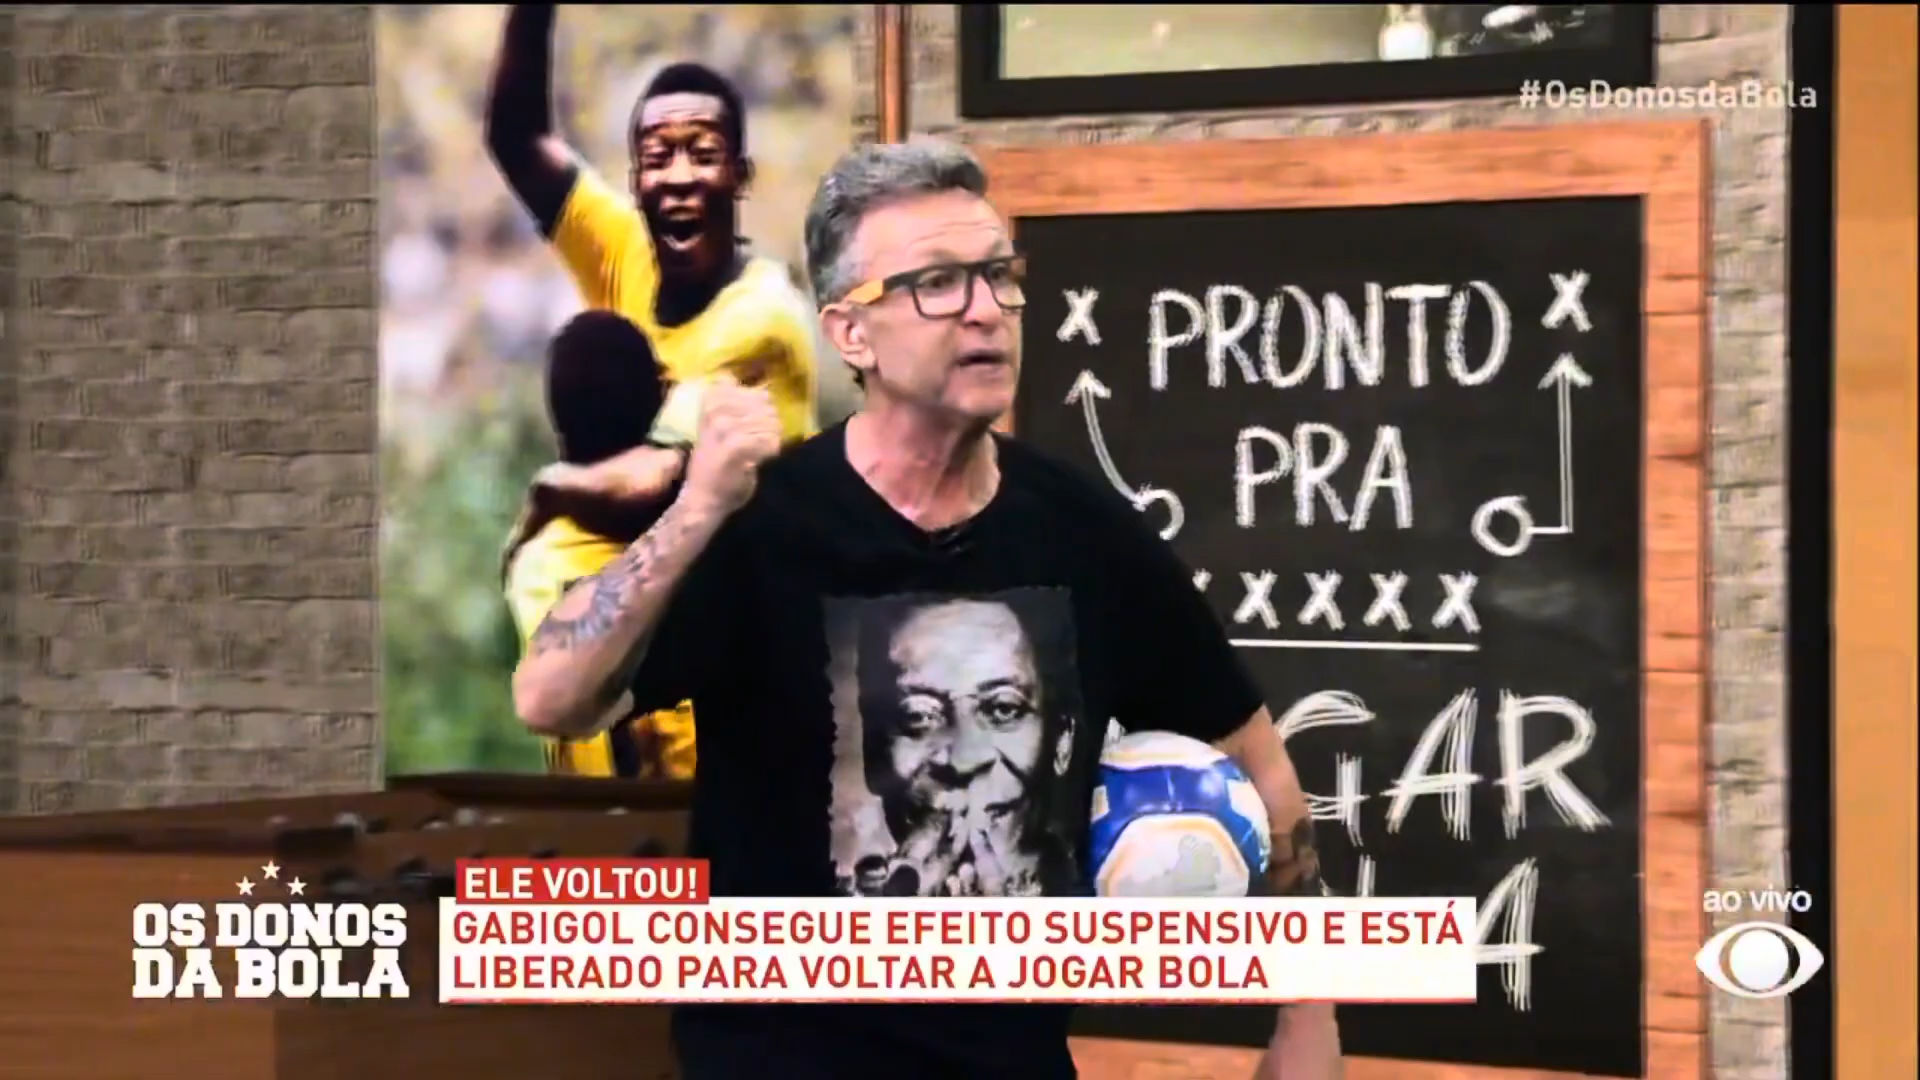 #OsDonosdaBola
X PRONTO X
PRA
X X X X
GAR
A
ELE VOLTOU!
GABIGOL CONSEGUE EFEITO SUSPENSIVO E ESTÁ
LIBERADO PARA VOLTAR A JOGAR BOLA
OS DONOS
DA BOLA
ao vivo